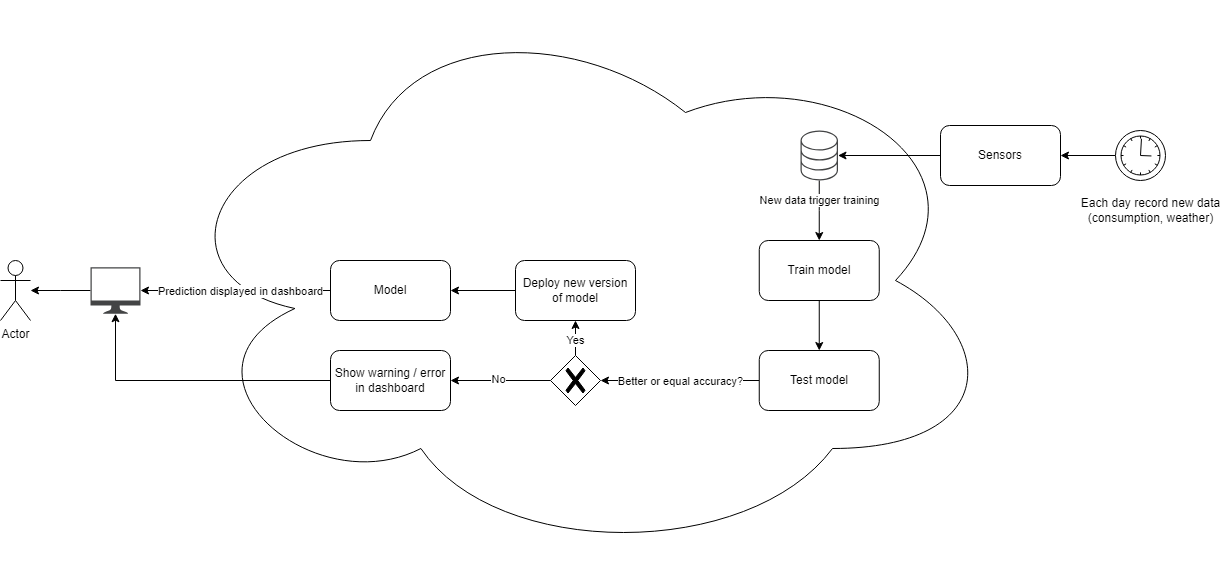 Sensors
Each day record new data
(consumption, weather)
New data trigger training
Train model
Test model
Better or equal accuracy?
Yes
No
Deploy new version
of model
Model
Prediction displayed in dashboard
Show warning / error
in dashboard
Actor